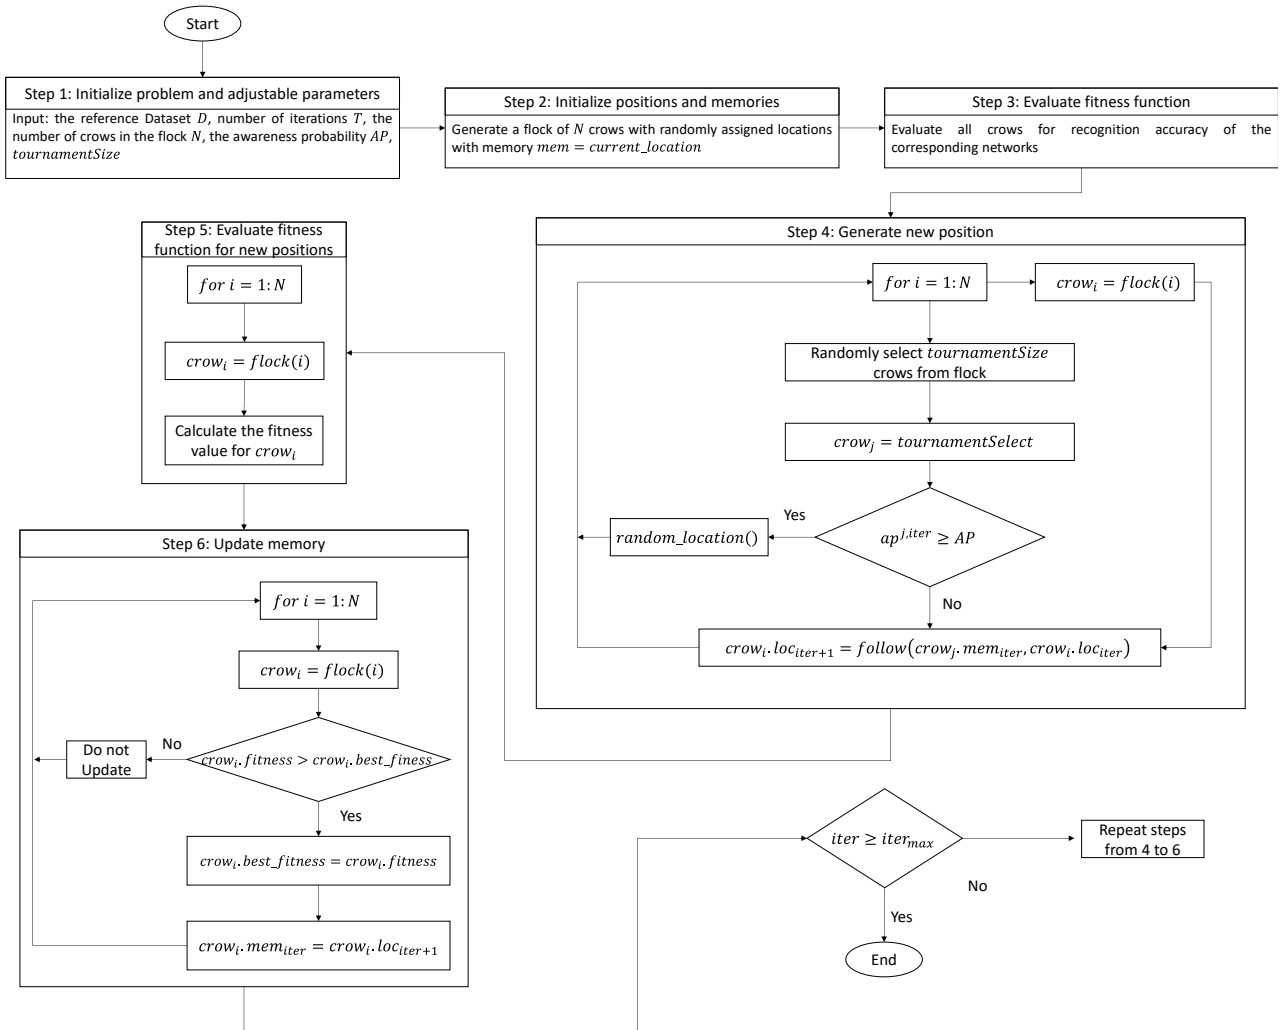 Start
Step 1: Initialize problem and adjustable parameters
Input: the reference Dataset D, number of iterations T, the
number of crows in the flock N, the awareness probability AP,
tournamentSize
Step 2: Initialize positions and memories
Generate a flock of N crows with randomly assigned locations
with memory mem = current_location
Step 3: Evaluate fitness function
Evaluate all crows for recognition accuracy of the
corresponding networks
Step 4: Generate new position
for i = 1: N
crow_i = flock(i)
Randomly select tournamentSize
crows from flock
crow_j = tournamentSelect
ap^{j,iter} ≥ AP
Yes
random_location()
No
crow_i.loc_{iter+1} = follow(crow_j.mem_{iter}, crow_i.loc_{iter})
Step 5: Evaluate fitness
function for new positions
for i = 1: N
crow_i = flock(i)
Calculate the fitness
value for crow_i
Step 6: Update memory
for i = 1: N
crow_i = flock(i)
crow_i.fitness > crow_i.best_finess
No
Do not
Update
Yes
crow_i.best_fitness = crow_i.fitness
crow_i.mem_{iter} = crow_i.loc_{iter+1}
iter ≥ iter_{max}
Repeat steps
from 4 to 6
No
Yes
End